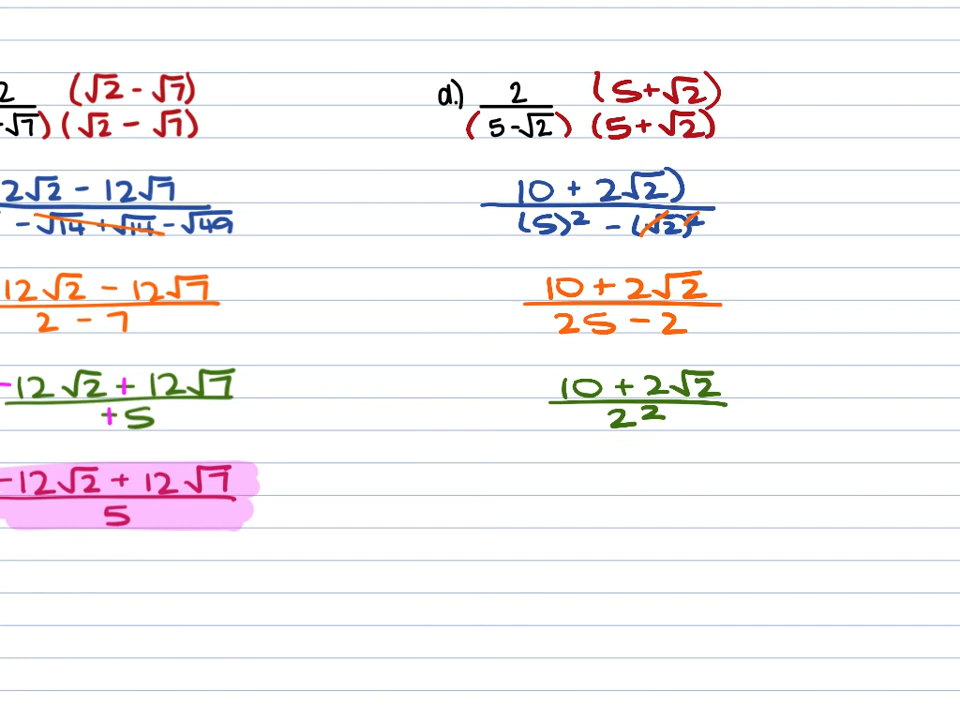 2 (√2 - √7)
√7) (√2 - √7)
2√2 - 12√7
- √14 + √14 - √49
12√2 - 12√7
2 - 7
-12√2 + 12√7
+5
-12√2 + 12√7
5
d.) 2 (5+√2)
(5-√2) (5+√2)
10 + 2√2)
(5)² - (√2)²
10 + 2√2
25 - 2
10 + 2√2
2²